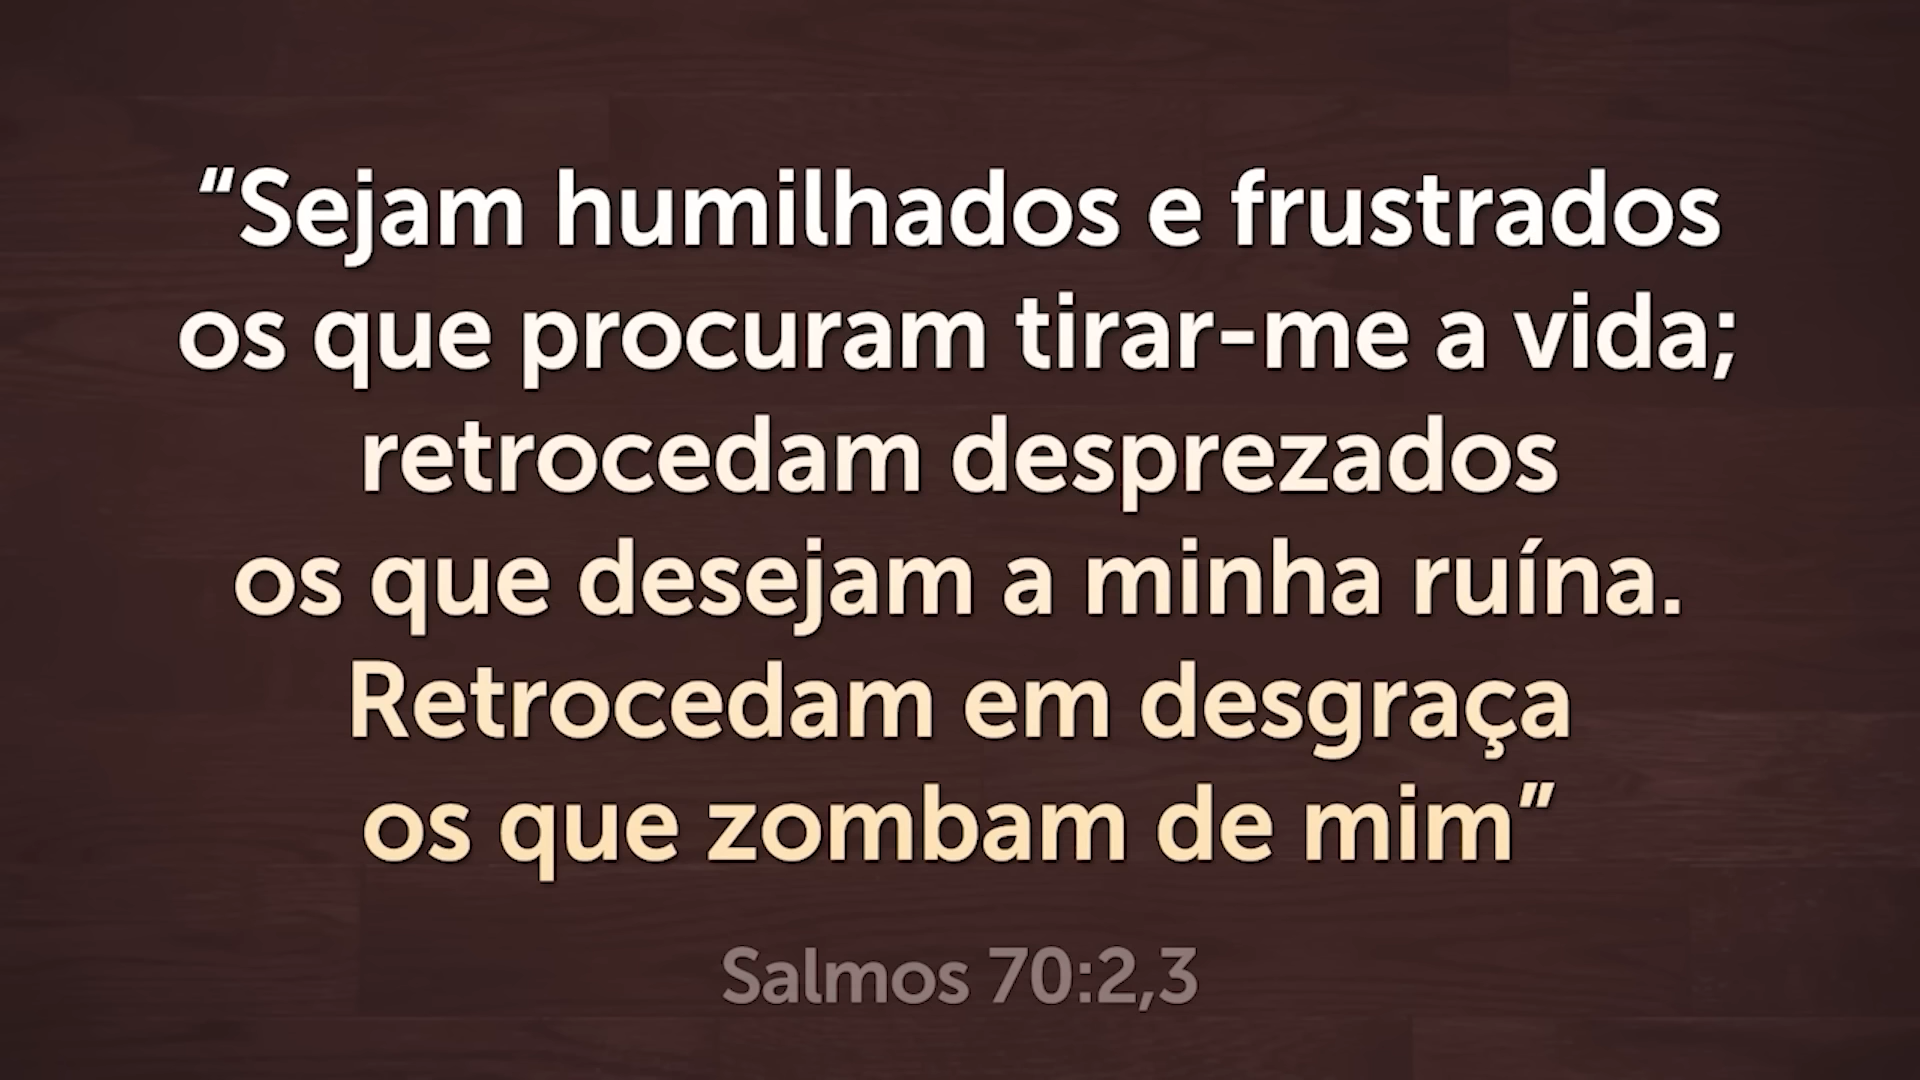 “Sejam humilhados e frustrados
os que procuram tirar-me a vida;
retrocedam desprezados
os que desejam a minha ruína.
Retrocedam em desgraça
os que zombam de mim”
Salmos 70:2,3